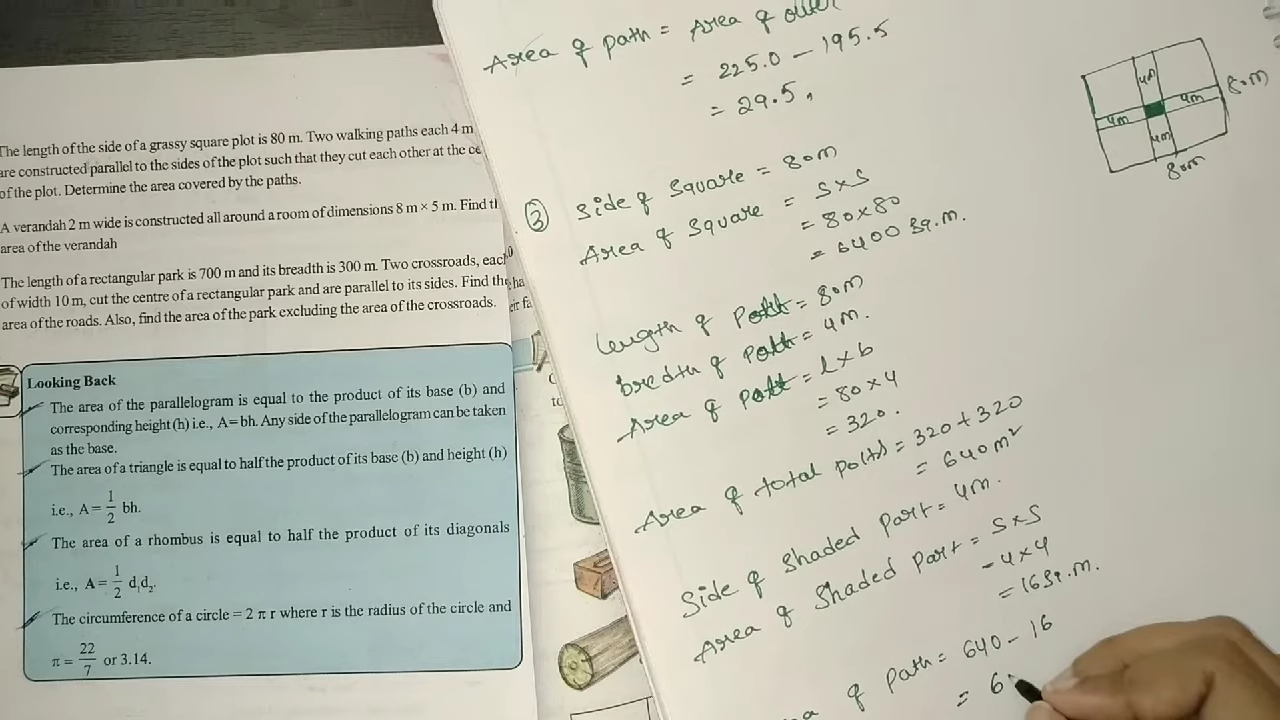 The length of the side of a grassy square plot is 80 m. Two walking paths each 4 m
are constructed parallel to the sides of the plot such that they cut each other at the ce
of the plot. Determine the area covered by the paths.
A verandah 2 m wide is constructed all around a room of dimensions 8 m × 5 m. Find th
area of the verandah
The length of a rectangular park is 700 m and its breadth is 300 m. Two crossroads, each
of width 10 m, cut the centre of a rectangular park and are parallel to its sides. Find the
area of the roads. Also, find the area of the park excluding the area of the crossroads.
Looking Back
The area of the parallelogram is equal to the product of its base (b) and
corresponding height (h) i.e., A= bh. Any side of the parallelogram can be taken
as the base.
The area of a triangle is equal to half the product of its base (b) and height (h)
i.e., A = 1/2 bh.
The area of a rhombus is equal to half the product of its diagonals
i.e., A = 1/2 d₁d₂.
The circumference of a circle = 2 π r where r is the radius of the circle and
π = 22/7 or 3.14.
Area of path = Area of outer
= 225.0 - 195.5
= 29.5,
4m
4m
4m
4m
80m
80m
Side of Square = 80m
Area of Square = S×S
= 80×80
= 6400 Sq.m.
length of = 80m
bredth of = 4m.
Area of = l×b
= 80×4
= 320.
Area of total = 320+320
= 640m²
Side of Shaded Part = 4m.
Area of Shaded Part = S×S
= 4×4
= 16Sq.m.
of Path = 640 - 16
= 6